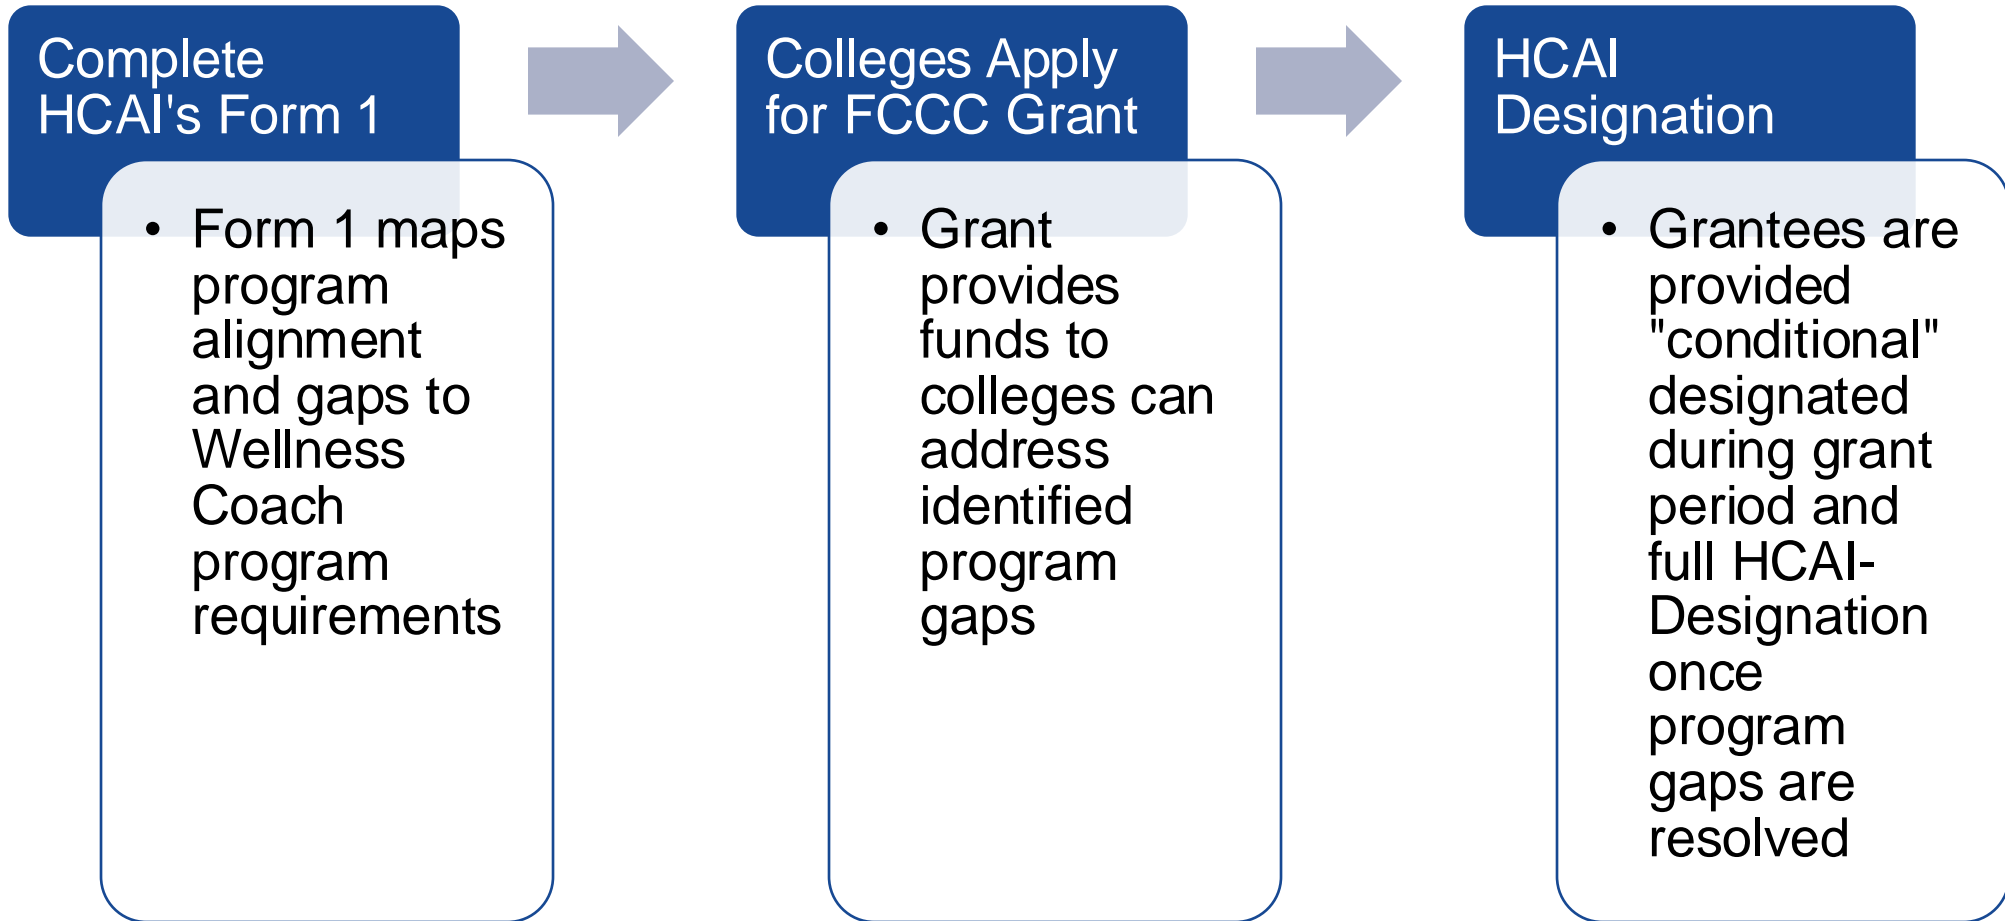 Complete
HCAI's Form 1
• Form 1 maps
program
alignment
and gaps to
Wellness
Coach
program
requirements
Colleges Apply
for FCCC Grant
• Grant
provides
funds to
colleges can
address
identified
program
gaps
HCAI
Designation
• Grantees are
provided
"conditional"
designated
during grant
period and
full HCAI-
Designation
once
program
gaps are
resolved